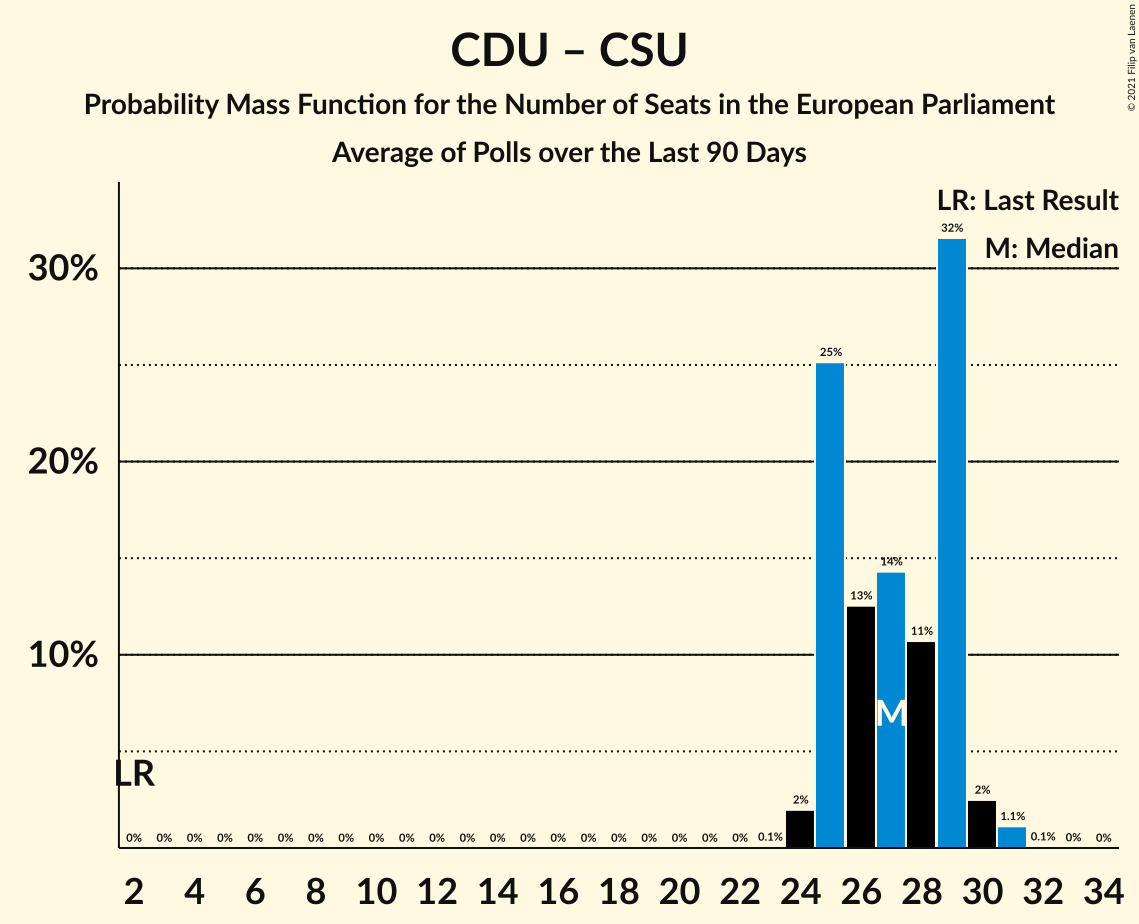 CDU – CSU
Probability Mass Function for the Number of Seats in the European Parliament
Average of Polls over the Last 90 Days
© 2021 Filip van Laenen
LR: Last Result
M: Median
32%
30%
25%
20%
14%
13%
11%
10%
M
LR
2%
2%
1.1%
0% 0% 0% 0% 0% 0% 0% 0% 0% 0% 0% 0% 0% 0% 0% 0% 0% 0% 0% 0% 0% 0.1% 0.1% 0% 0%
2 4 6 8 10 12 14 16 18 20 22 24 26 28 30 32 34